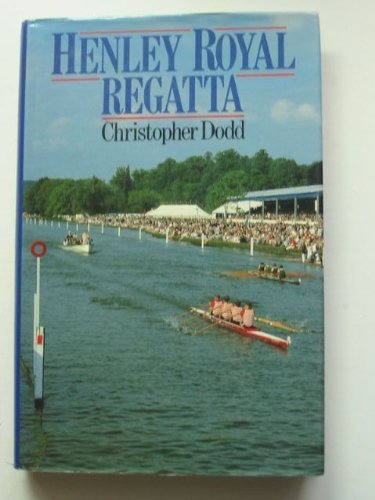 HENLEY ROYAL
REGATTA
Christopher Dodd